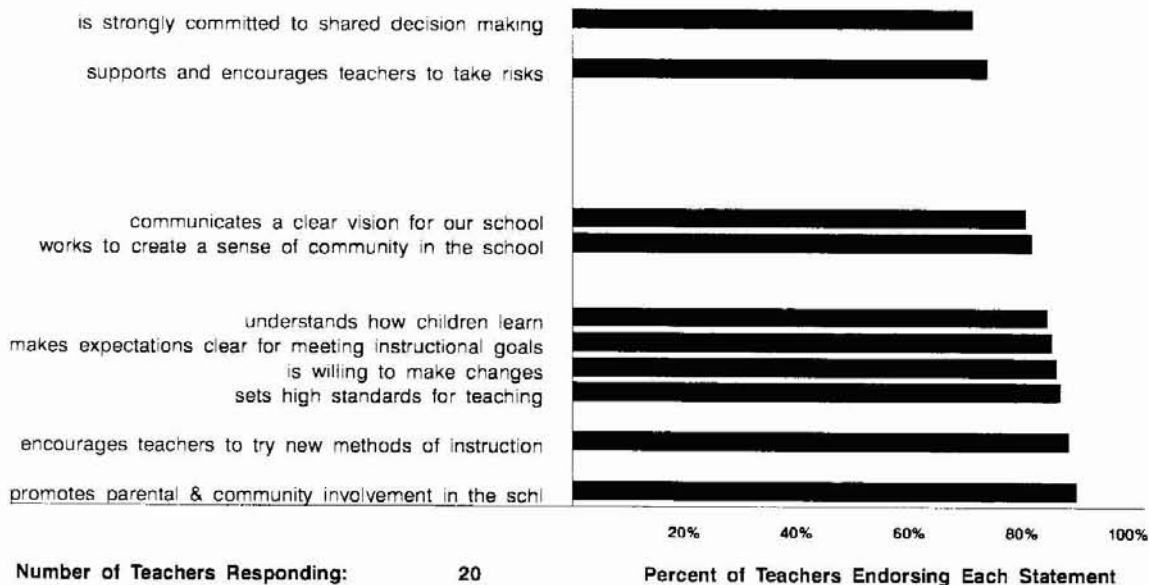 is strongly committed to shared decision making
supports and encourages teachers to take risks
communicates a clear vision for our school
works to create a sense of community in the school
understands how children learn
makes expectations clear for meeting instructional goals
is willing to make changes
sets high standards for teaching
encourages teachers to try new methods of instruction
promotes parental & community involvement in the schl
20% 40% 60% 80% 100%
Number of Teachers Responding: 20 Percent of Teachers Endorsing Each Statement